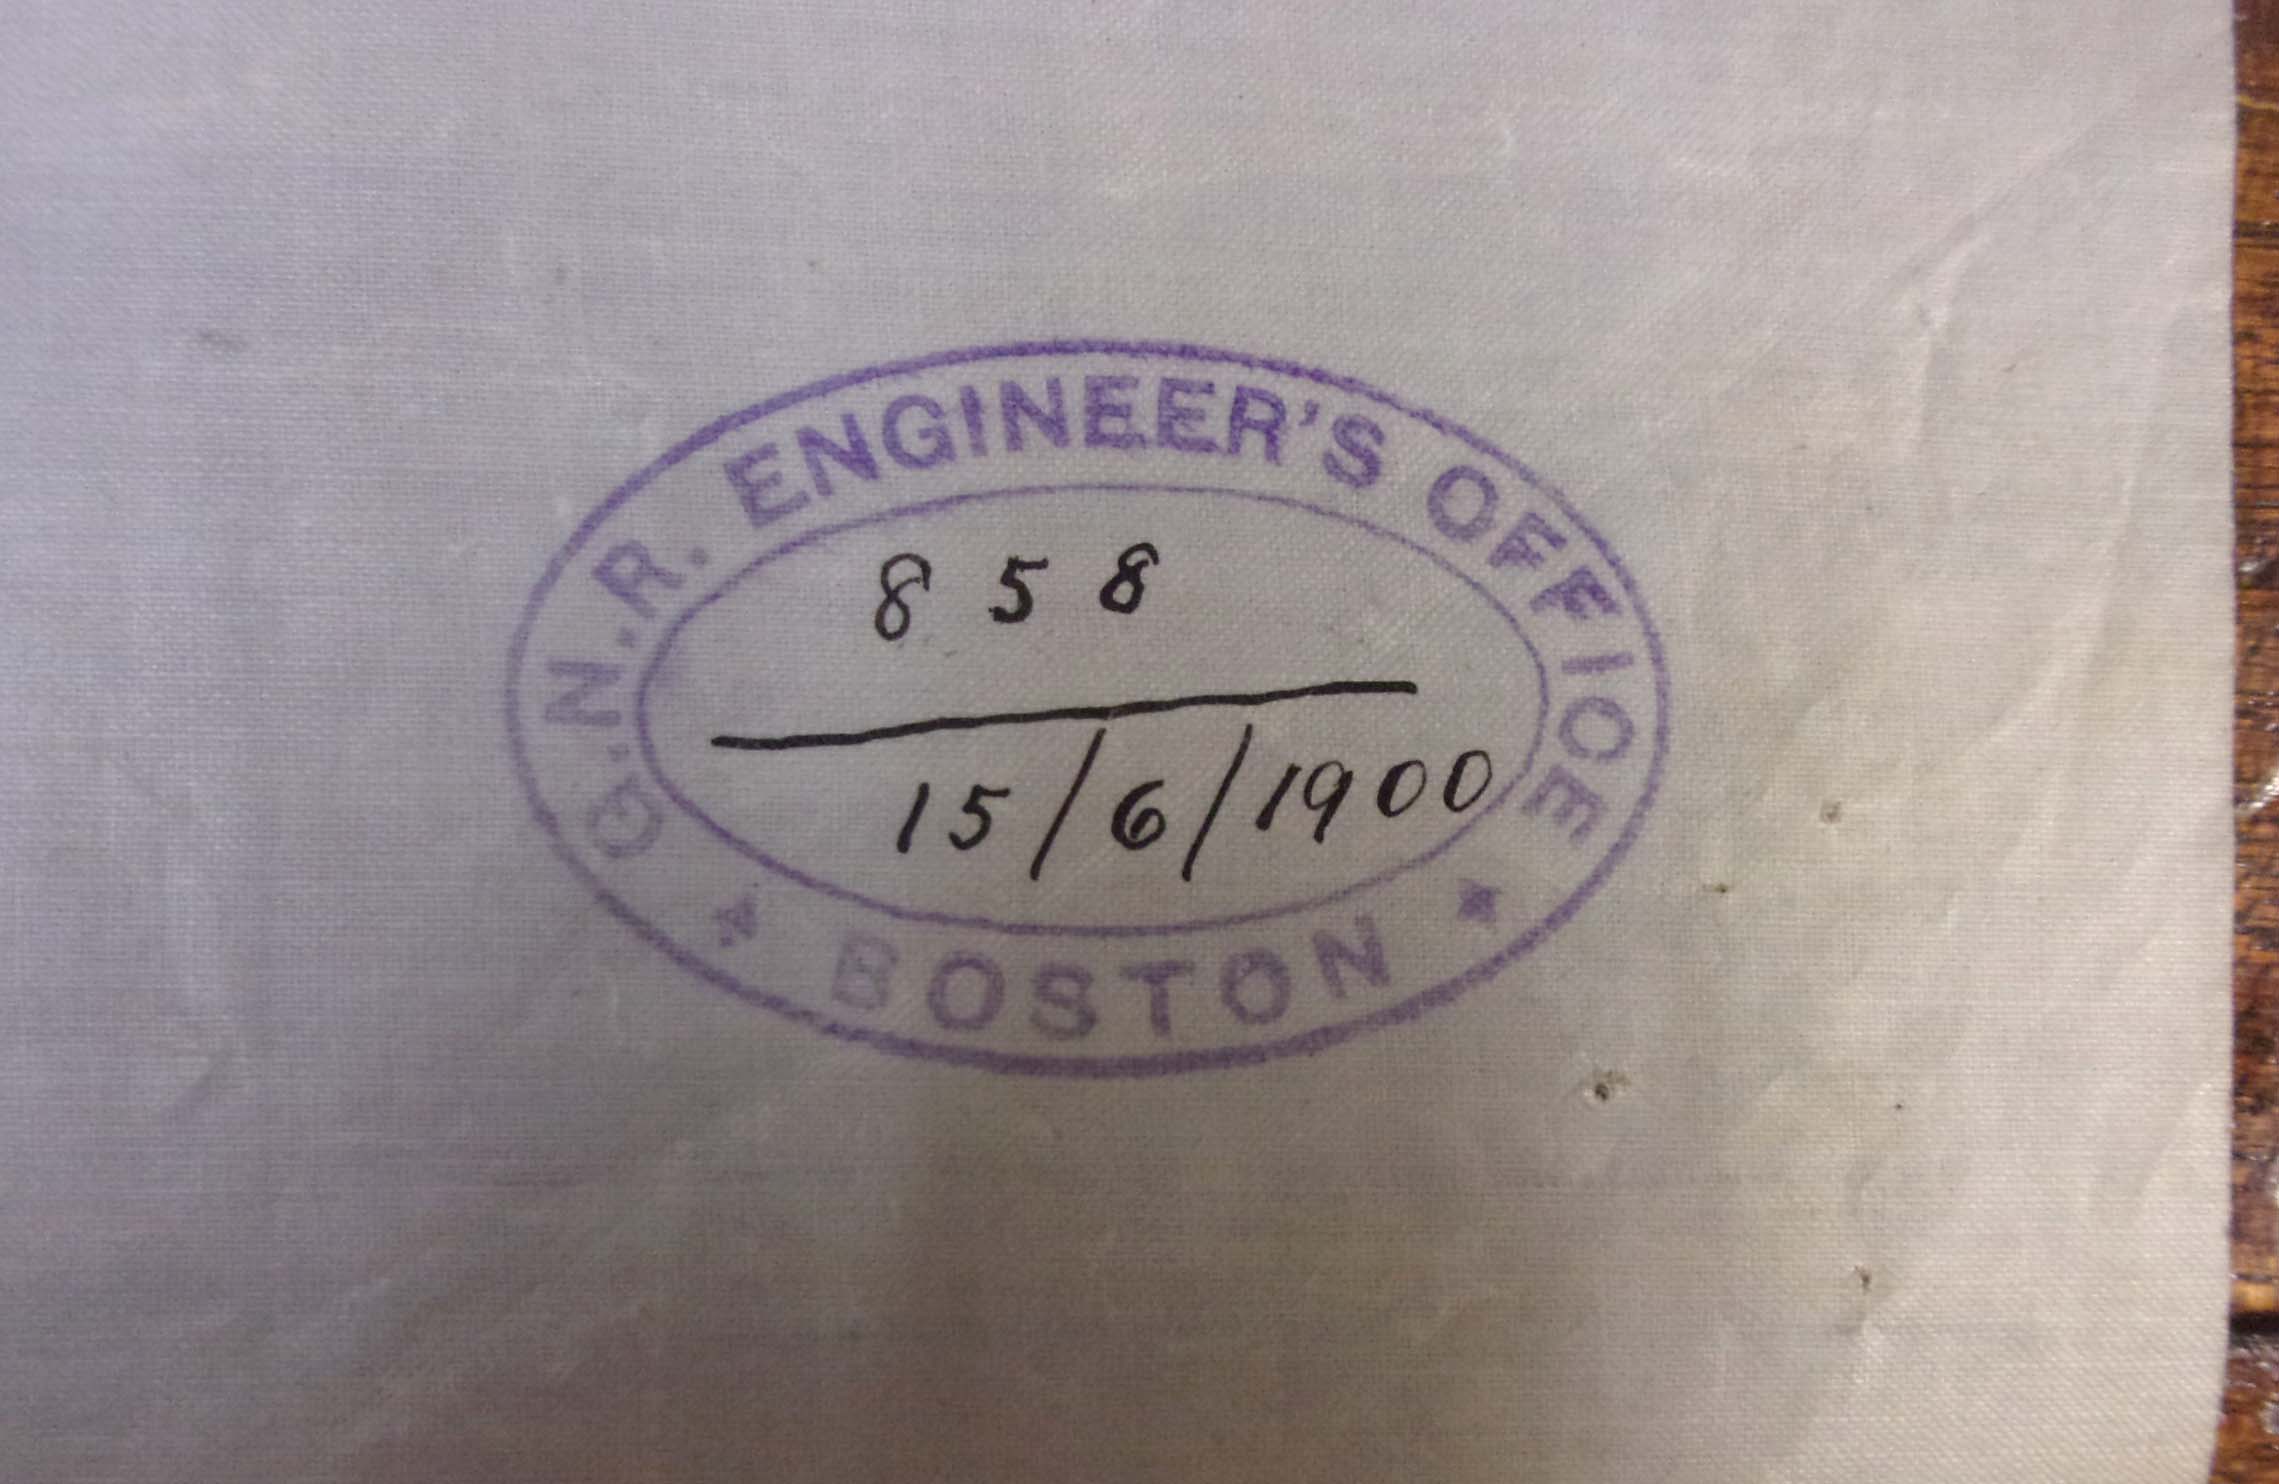 G.N.R. ENGINEER'S OFFICE
858
15/6/1900
BOSTON